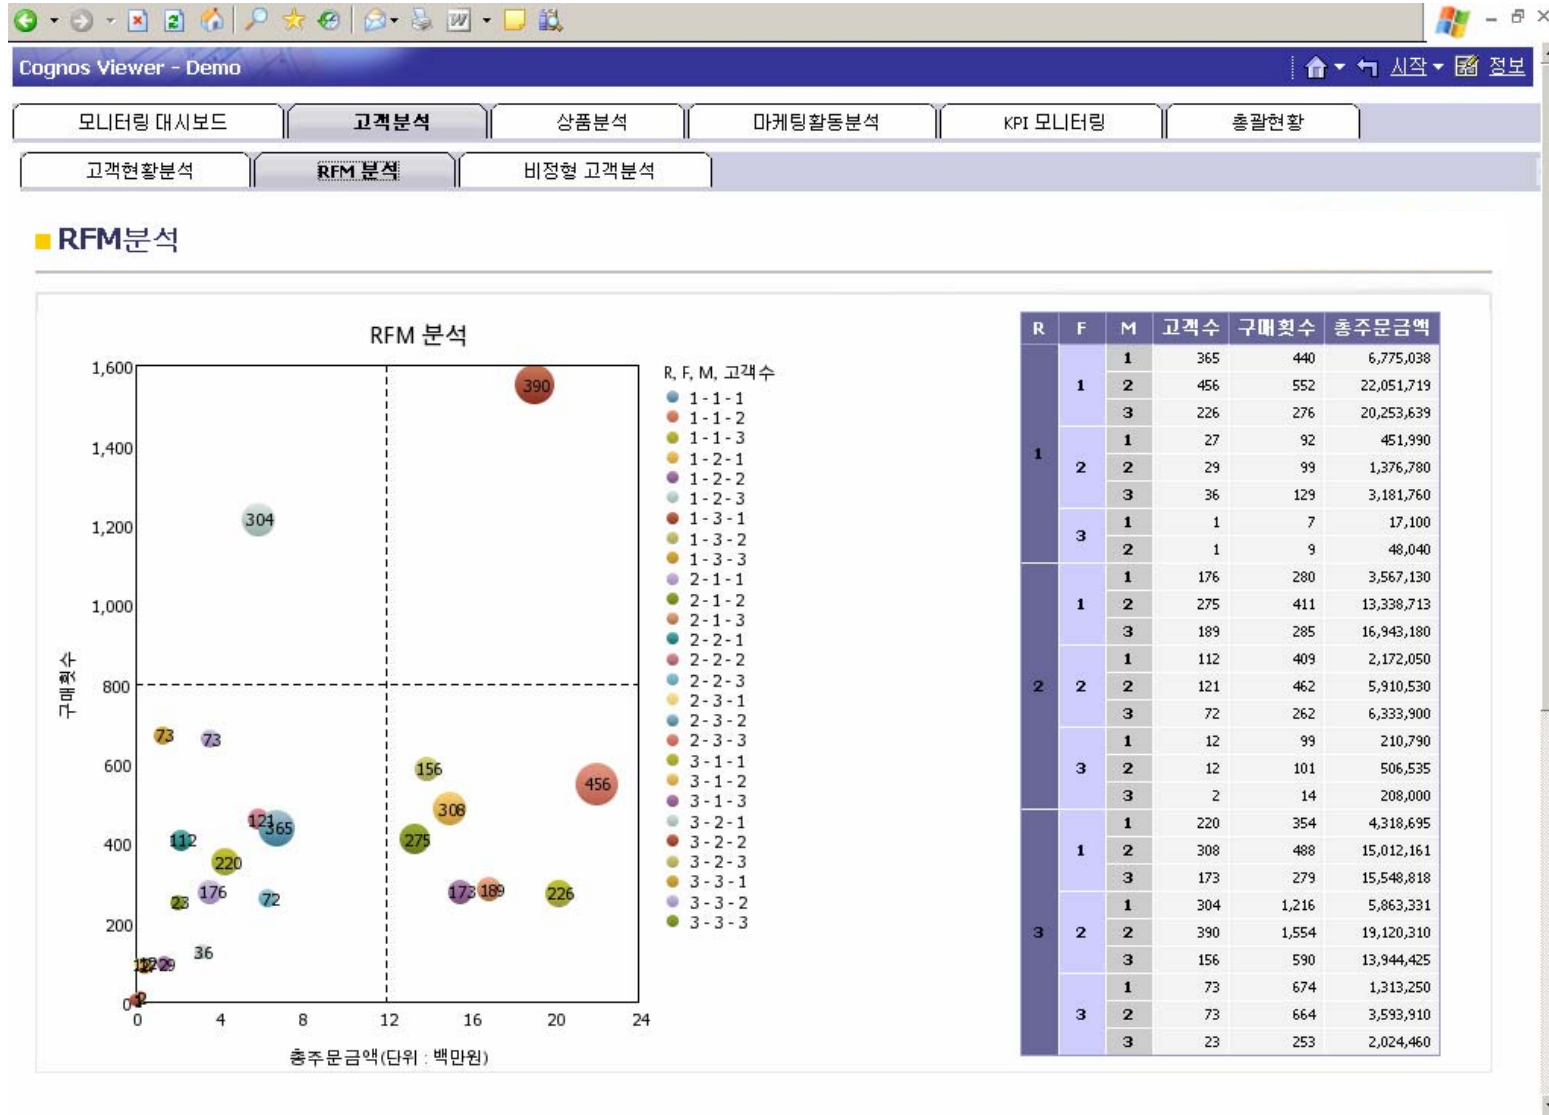 Cognos Viewer - Demo
시작 정보
모니터링 대시보드 고객분석 상품분석 마케팅활동분석 KPI 모니터링 총괄현황
고객현황분석 RFM 분석 비정형 고객분석
RFM분석
RFM 분석
구매횟수
1,600
1,400
1,200
1,000
800
600
400
200
0
0 4 8 12 16 20 24
총주문금액(단위 : 백만원)
390
304
73 73
156
456
308
121 365
112 275
220
176 72 173 189 226
23
36
29
R, F, M, 고객수
1 - 1 - 1
1 - 1 - 2
1 - 1 - 3
1 - 2 - 1
1 - 2 - 2
1 - 2 - 3
1 - 3 - 1
1 - 3 - 2
1 - 3 - 3
2 - 1 - 1
2 - 1 - 2
2 - 1 - 3
2 - 2 - 1
2 - 2 - 2
2 - 2 - 3
2 - 3 - 1
2 - 3 - 2
2 - 3 - 3
3 - 1 - 1
3 - 1 - 2
3 - 1 - 3
3 - 2 - 1
3 - 2 - 2
3 - 2 - 3
3 - 3 - 1
3 - 3 - 2
3 - 3 - 3
R F M 고객수 구매횟수 총주문금액
1 1 1 365 440 6,775,038
2 456 552 22,051,719
3 226 276 20,253,639
2 1 27 92 451,990
2 29 99 1,376,780
3 36 129 3,181,760
3 1 1 7 17,100
2 1 9 48,040
2 1 1 176 280 3,567,130
2 275 411 13,338,713
3 189 285 16,943,180
2 1 112 409 2,172,050
2 121 462 5,910,530
3 72 262 6,333,900
3 1 12 99 210,790
2 12 101 506,535
3 2 14 208,000
3 1 1 220 354 4,318,695
2 308 488 15,012,161
3 173 279 15,548,818
2 1 304 1,216 5,863,331
2 390 1,554 19,120,310
3 156 590 13,944,425
3 1 73 674 1,313,250
2 73 664 3,593,910
3 23 253 2,024,460